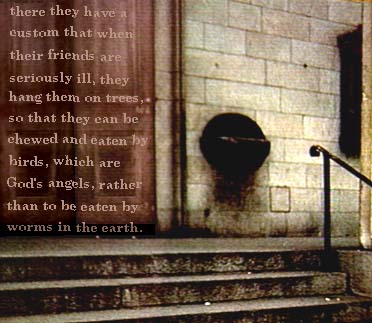 there they have a
custom that when
their friends are
seriously ill, they
hang them on trees,
so that they can be
chewed and eaten by
birds, which are
God's angels, rather
than to be eaten by
worms in the earth.